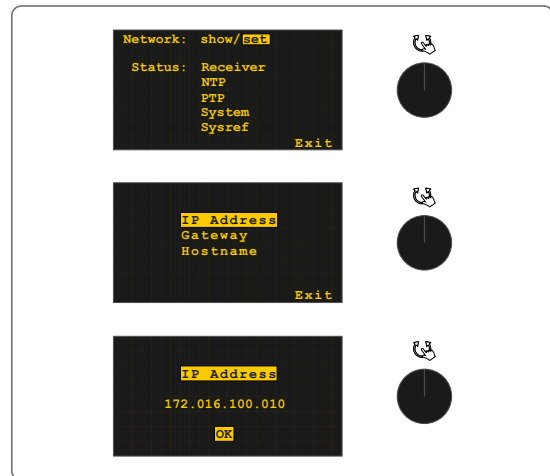 Network: show/set
Status: Receiver
NTP
PTP
System
Sysref
Exit
IP Address
Gateway
Hostname
Exit
IP Address
172.016.100.010
OK